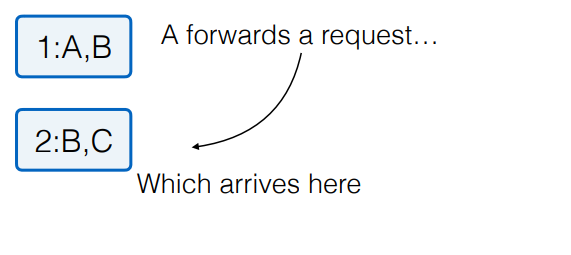 1:A,B
A forwards a request…
2:B,C
Which arrives here